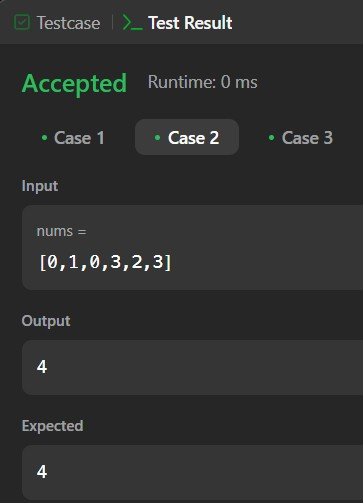 Testcase
>_ Test Result
Accepted Runtime: 0 ms
• Case 1 • Case 2 • Case 3
Input
nums =
[0,1,0,3,2,3]
Output
4
Expected
4